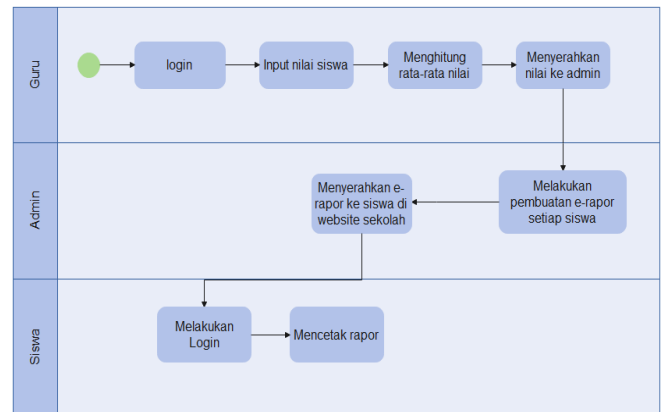 Guru
login
Input nilai siswa
Menghitung
rata-rata nilai
Menyerahkan
nilai ke admin
Admin
Menyerahkan e-
rapor ke siswa di
website sekolah
Melakukan
pembuatan e-rapor
setiap siswa
Siswa
Melakukan
Login
Mencetak rapor